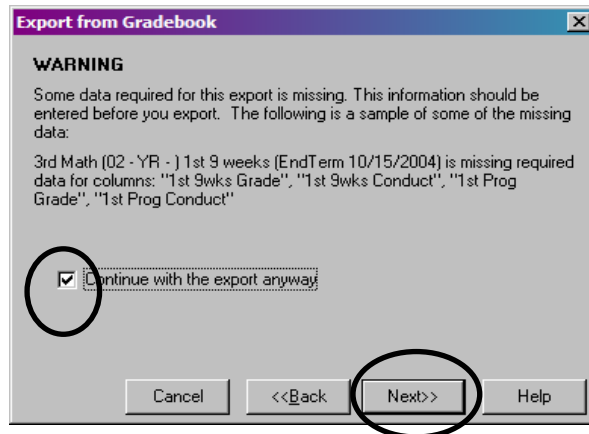 Export from Gradebook
WARNING
Some data required for this export is missing. This information should be
entered before you export. The following is a sample of some of the missing
data:
3rd Math (02 - YR - ) 1st 9 weeks (EndTerm 10/15/2004) is missing required
data for columns: "1st 9wks Grade", "1st 9wks Conduct", "1st Prog
Grade", "1st Prog Conduct"
Continue with the export anyway
Cancel <<Back Next>> Help